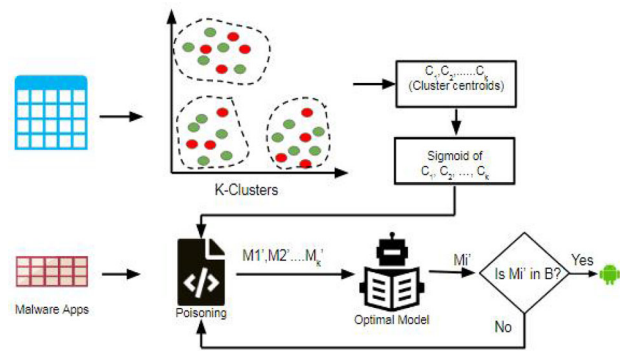 C1,C2,......CK
(Cluster centroids)
K-Clusters
Sigmoid of
C1, C2, ..., CK
M1',M2'....MK'
Mi'
Is Mi' in B?
Yes
No
Malware Apps
Poisoning
Optimal Model